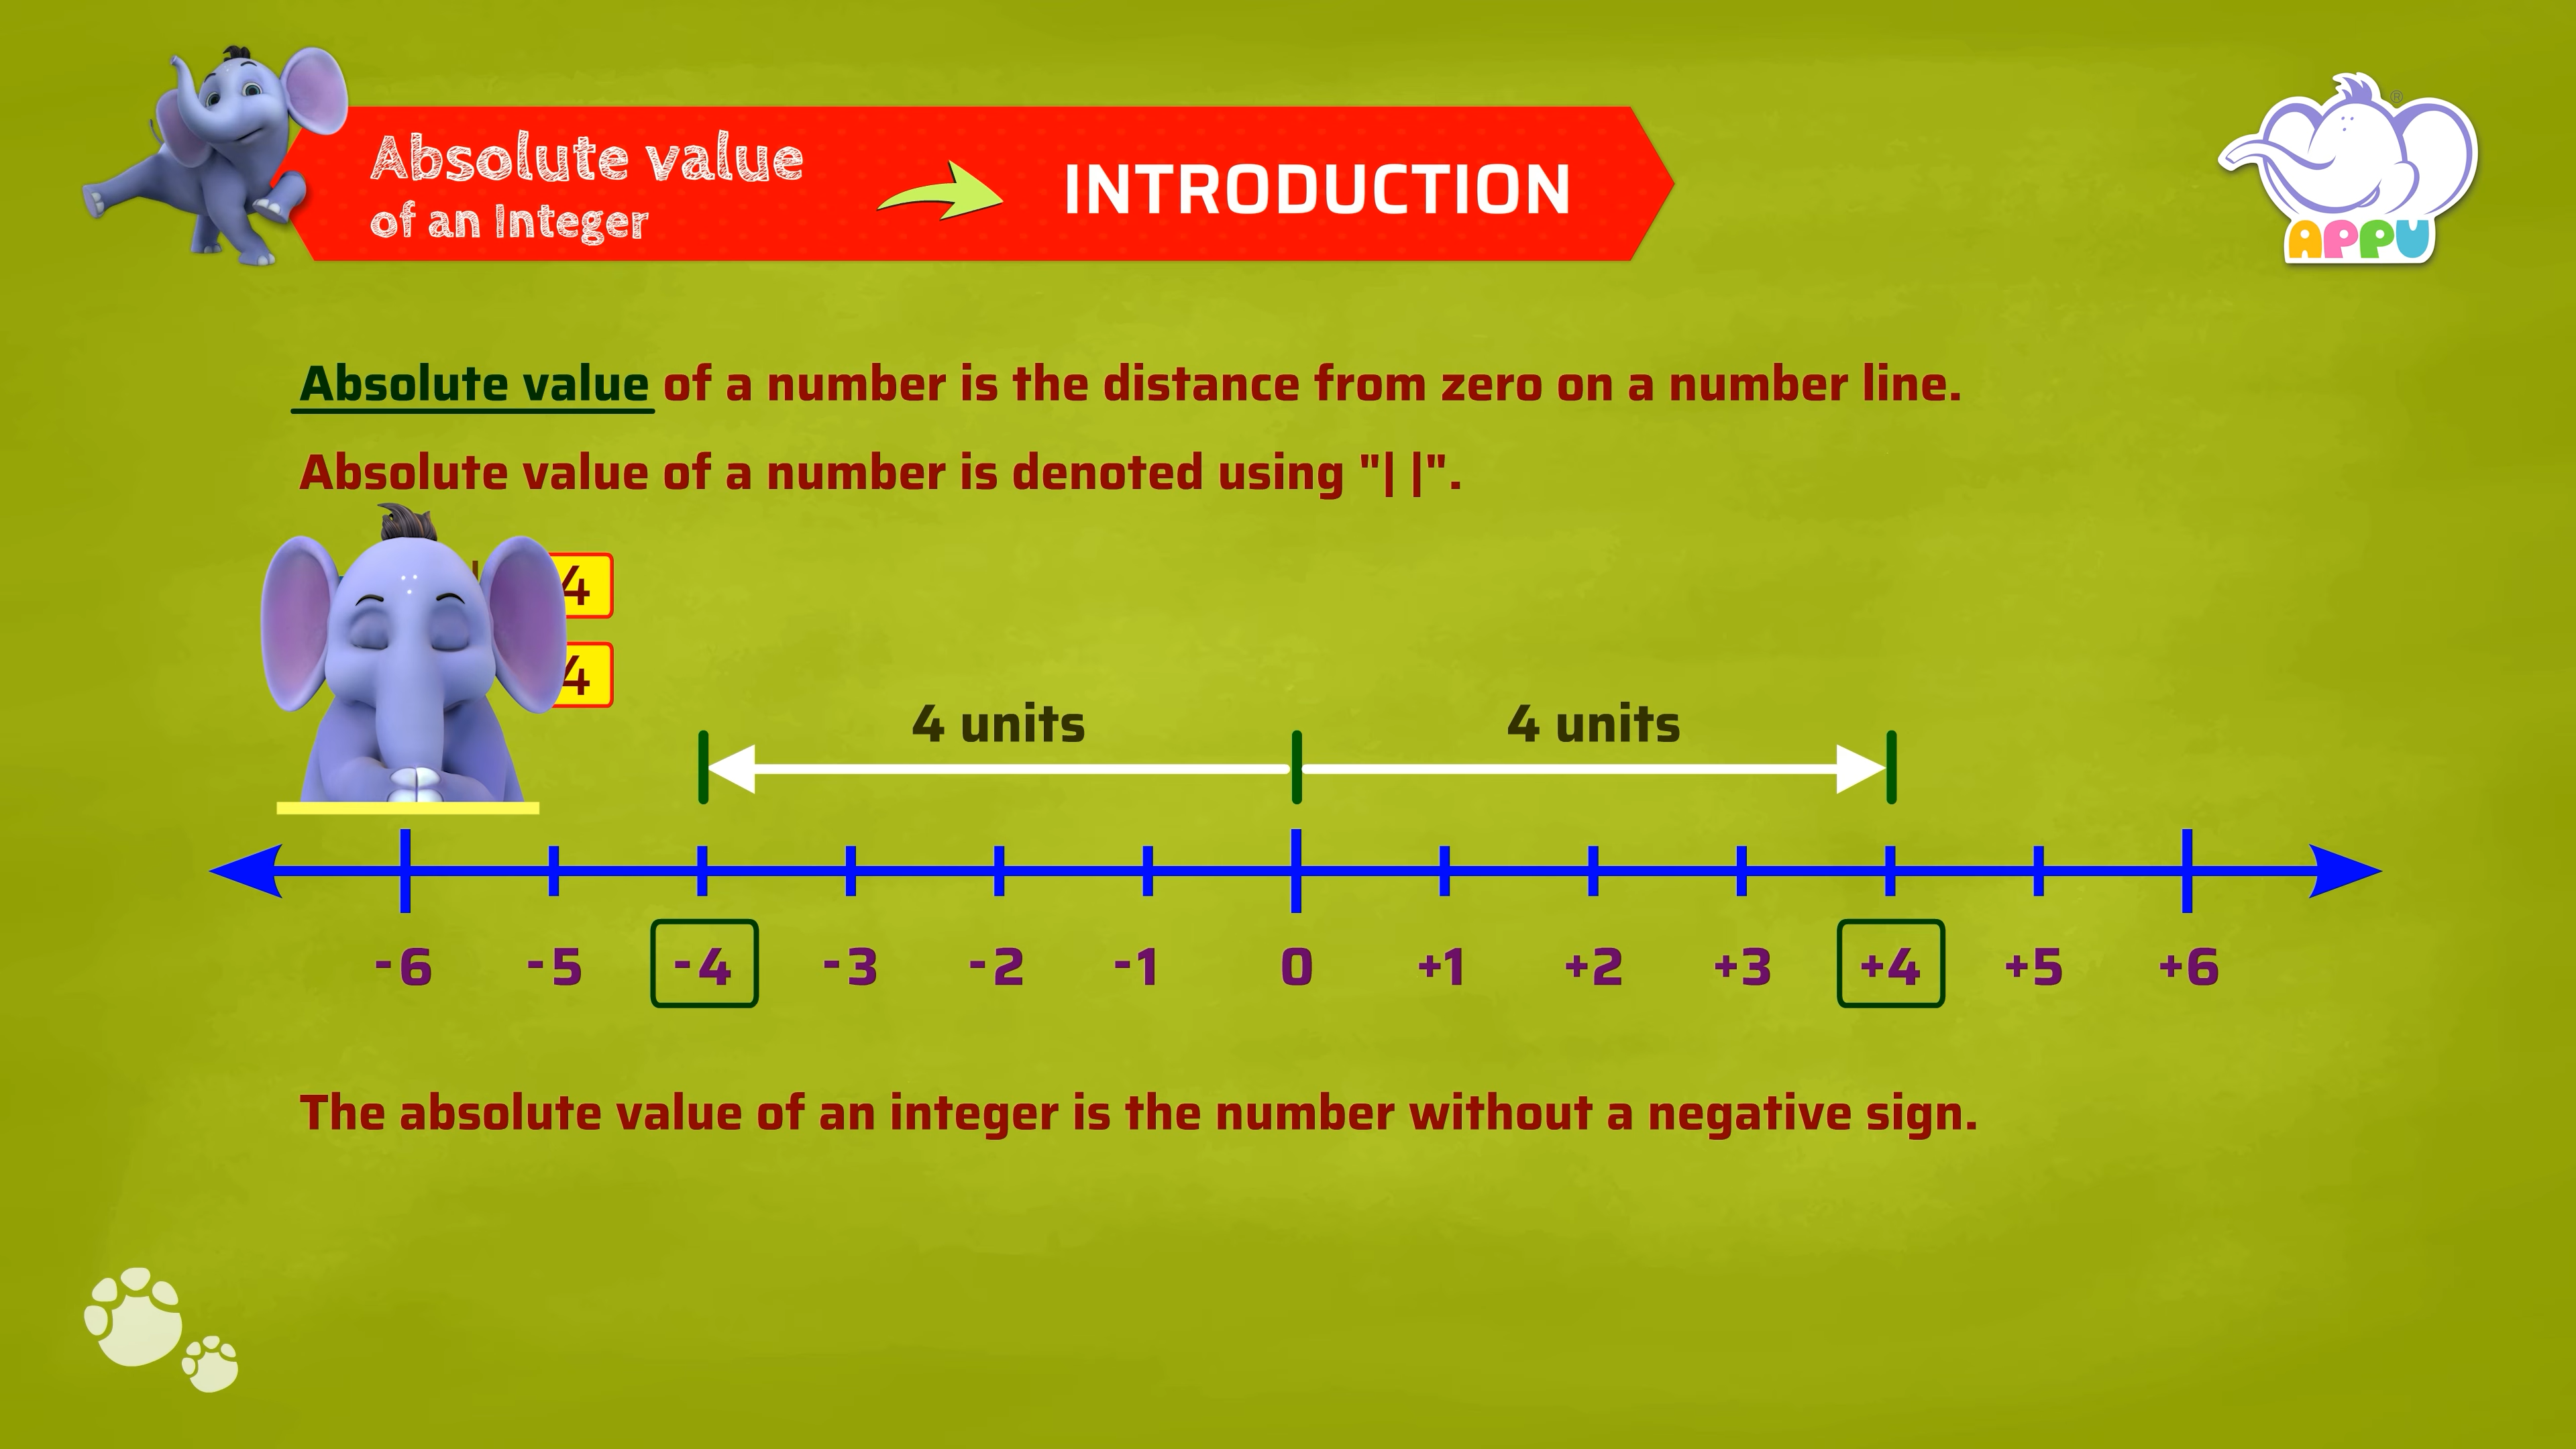 Absolute value
of an Integer
INTRODUCTION
®
APPU
Absolute value of a number is the distance from zero on a number line.
Absolute value of a number is denoted using "| |".
4
4
4 units 4 units
-6 -5 -4 -3 -2 -1 0 +1 +2 +3 +4 +5 +6
The absolute value of an integer is the number without a negative sign.